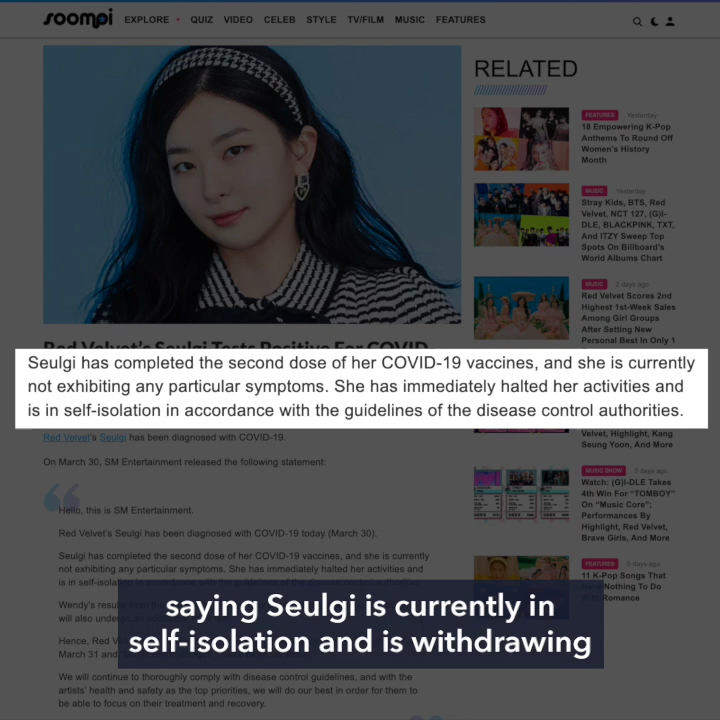 soompi
EXPLORE QUIZ VIDEO CELEB STYLE TV/FILM MUSIC FEATURES
RELATED
FEATURED Yesterday
18 Empowering K-Pop
Anthems To Round Off
Women's History
Month
MUSIC Yesterday
Stray Kids, BTS, Red
Velvet, NCT 127, (G)I-
DLE, BLACKPINK, TXT,
And ITZY Sweep Top
Spots On Billboard's
World Albums Chart
MUSIC 2 days ago
Red Velvet Scores 2nd
Highest 1st-Week Sales
Among Girl Groups
After Setting New
Personal Best In Only 1
Red Velvet's Seulgi Tests Positive For COVID
Seulgi has completed the second dose of her COVID-19 vaccines, and she is currently
not exhibiting any particular symptoms. She has immediately halted her activities and
is in self-isolation in accordance with the guidelines of the disease control authorities.
Velvet, Highlight, Kang
Seung Yoon, And More
MUSIC SHOW days ago
Watch: (G)I-DLE Takes
4th Win For "TOMBOY"
On "Music Core";
Performances By
Highlight, Red Velvet,
Brave Girls, And More
FEATURES days ago
11 K-Pop Songs That
Have Nothing To Do
With Romance
Red Velvet's Seulgi has been diagnosed with COVID-19.
On March 30, SM Entertainment released the following statement:
Hello, this is SM Entertainment.
Red Velvet's Seulgi has been diagnosed with COVID-19 today (March 30).
Seulgi has completed the second dose of her COVID-19 vaccines, and she is currently
not exhibiting any particular symptoms. She has immediately halted her activities and
is in self-isolation in accordance with the guidelines of the disease control authorities.
Wendy's
will also
Hence, Red
March 31 and
saying Seulgi is currently in
self-isolation and is withdrawing
We will continue to thoroughly comply with disease control guidelines, and with the
artists' health and safety as the top priorities, we will do our best in order for them to
be able to focus on their treatment and recovery.